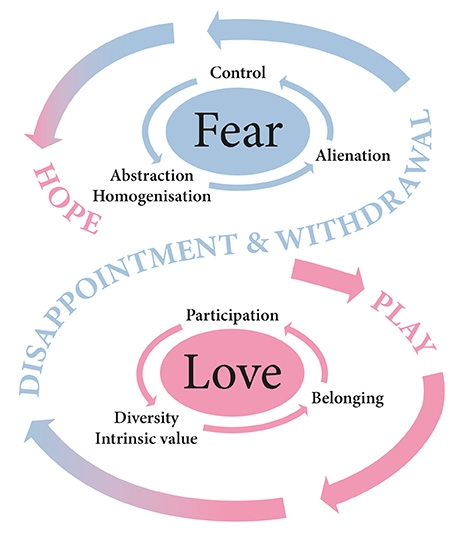 Control
Fear
Alienation
Abstraction
Homogenisation
HOPE
DISAPPOINTMENT & WITHDRAWAL
PLAY
Participation
Love
Belonging
Diversity
Intrinsic value